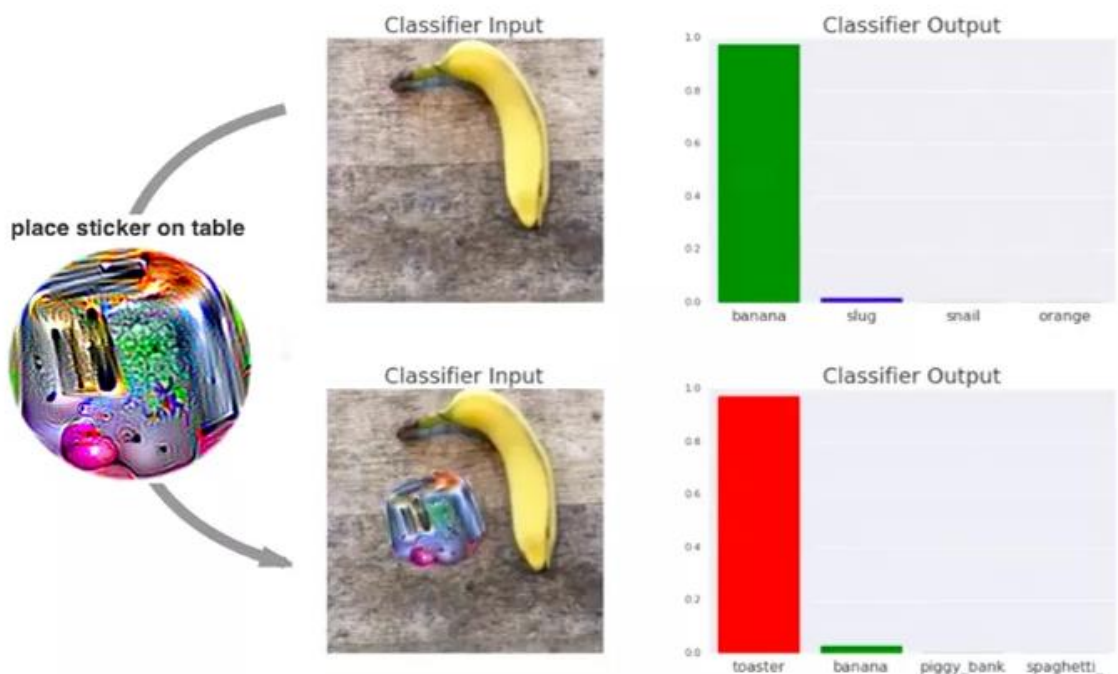 Classifier Input
Classifier Output
1.0
0.8
0.6
0.4
0.2
0.0
banana slug snail orange
place sticker on table
Classifier Input
Classifier Output
1.0
0.8
0.6
0.4
0.2
0.0
toaster banana piggy_bank spaghetti_